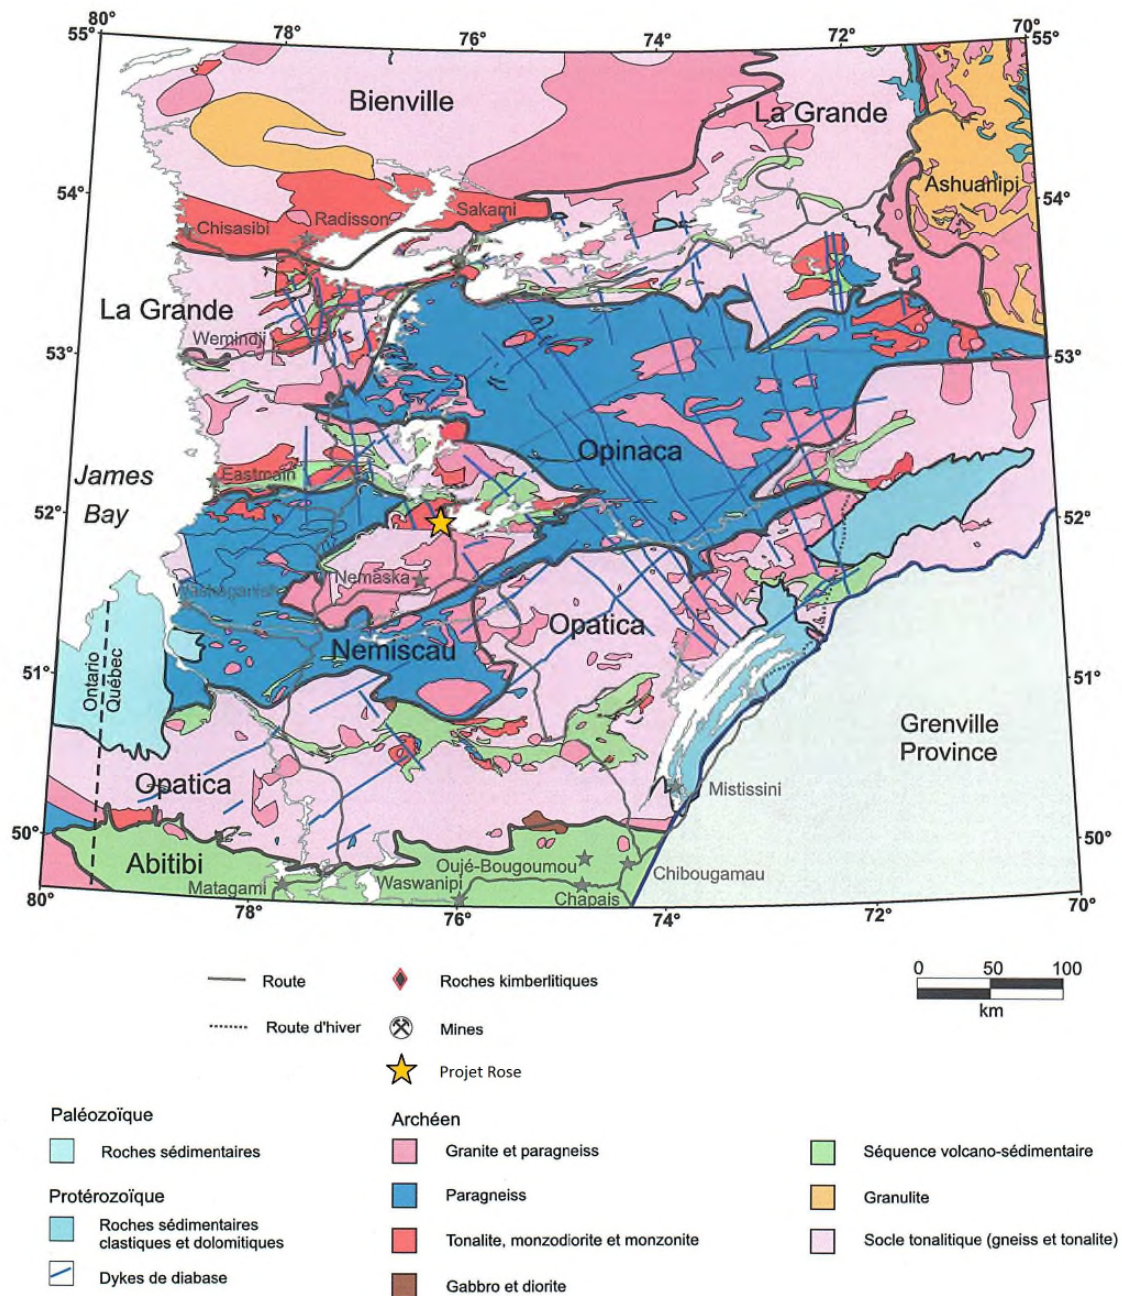 80°
55°
78°
76°
74°
72°
70°
55°
Bienville
La Grande
54°
Ashuanipi
54°
Sakami
Chisasibi
Radisson
La Grande
Wemindji
53°
53°
Opinaca
James
Bay
Eastmain
52°
52°
Nemaska
Waskaganish
Opatica
Nemiscau
51°
51°
Ontario
Québec
Grenville
Province
Opatica
Mistissini
50°
50°
Abitibi
Oujé-Bougoumou
Chibougamau
Matagami
Waswanipi
Chapais
80°
78°
76°
74°
72°
70°
Route
Roches kimberlitiques
0 50 100
km
Route d'hiver
Mines
Projet Rose
Paléozoïque
Archéen
Roches sédimentaires
Granite et paragneiss
Séquence volcano-sédimentaire
Protérozoïque
Paragneiss
Granulite
Roches sédimentaires
clastiques et dolomitiques
Tonalite, monzodiorite et monzonite
Socle tonalitique (gneiss et tonalite)
Dykes de diabase
Gabbro et diorite